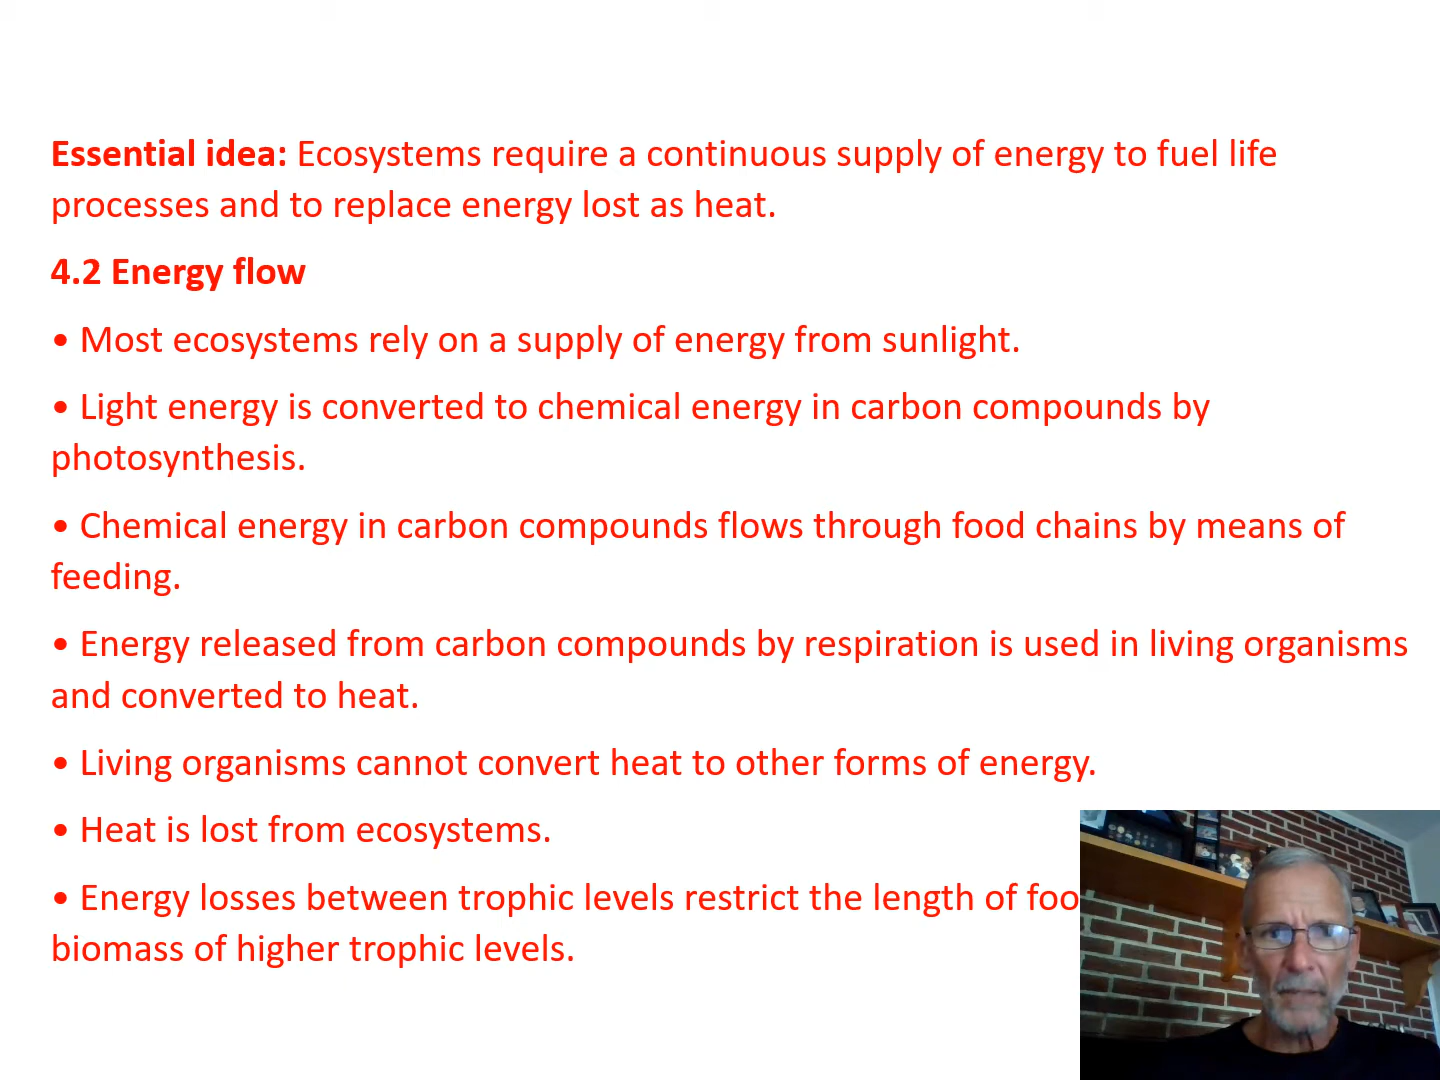 Essential idea: Ecosystems require a continuous supply of energy to fuel life
processes and to replace energy lost as heat.
4.2 Energy flow
• Most ecosystems rely on a supply of energy from sunlight.
• Light energy is converted to chemical energy in carbon compounds by
photosynthesis.
• Chemical energy in carbon compounds flows through food chains by means of
feeding.
• Energy released from carbon compounds by respiration is used in living organisms
and converted to heat.
• Living organisms cannot convert heat to other forms of energy.
• Heat is lost from ecosystems.
• Energy losses between trophic levels restrict the length of foo
biomass of higher trophic levels.